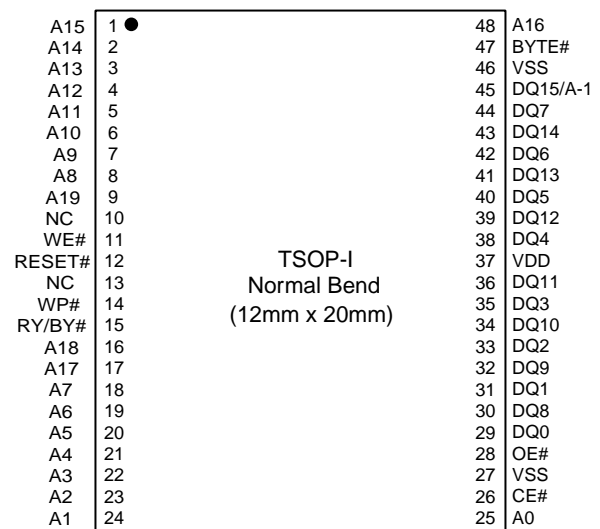 A15 1 48 A16
A14 2 47 BYTE#
A13 3 46 VSS
A12 4 45 DQ15/A-1
A11 5 44 DQ7
A10 6 43 DQ14
A9 7 42 DQ6
A8 8 41 DQ13
A19 9 40 DQ5
NC 10 39 DQ12
WE# 11 38 DQ4
RESET# 12 TSOP-I 37 VDD
NC 13 Normal Bend 36 DQ11
WP# 14 (12mm x 20mm) 35 DQ3
RY/BY# 15 34 DQ10
A18 16 33 DQ2
A17 17 32 DQ9
A7 18 31 DQ1
A6 19 30 DQ8
A5 20 29 DQ0
A4 21 28 OE#
A3 22 27 VSS
A2 23 26 CE#
A1 24 25 A0